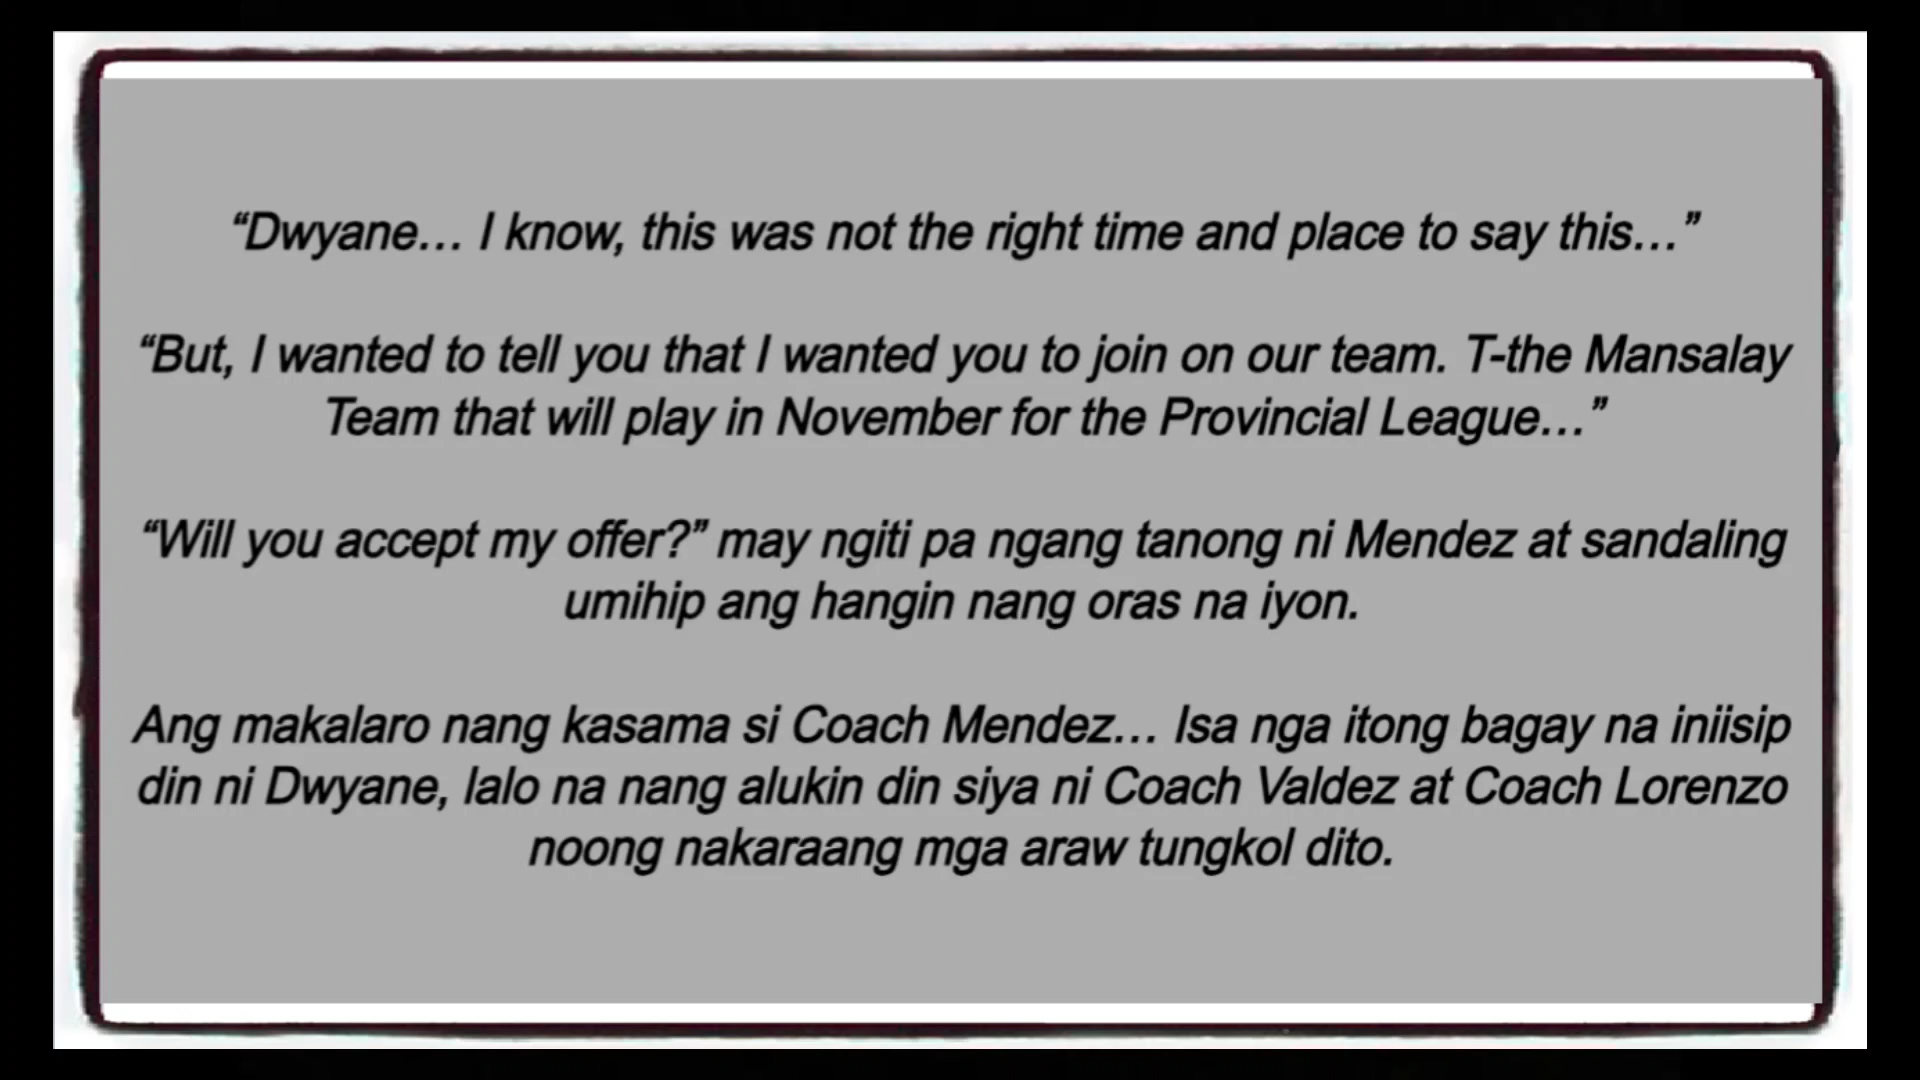 “Dwyane… I know, this was not the right time and place to say this…”
“But, I wanted to tell you that I wanted you to join on our team. T-the Mansalay
Team that will play in November for the Provincial League…”
“Will you accept my offer?” may ngiti pa ngang tanong ni Mendez at sandaling
umihip ang hangin nang oras na iyon.
Ang makalaro nang kasama si Coach Mendez… Isa nga itong bagay na iniisip
din ni Dwyane, lalo na nang alukin din siya ni Coach Valdez at Coach Lorenzo
noong nakaraang mga araw tungkol dito.